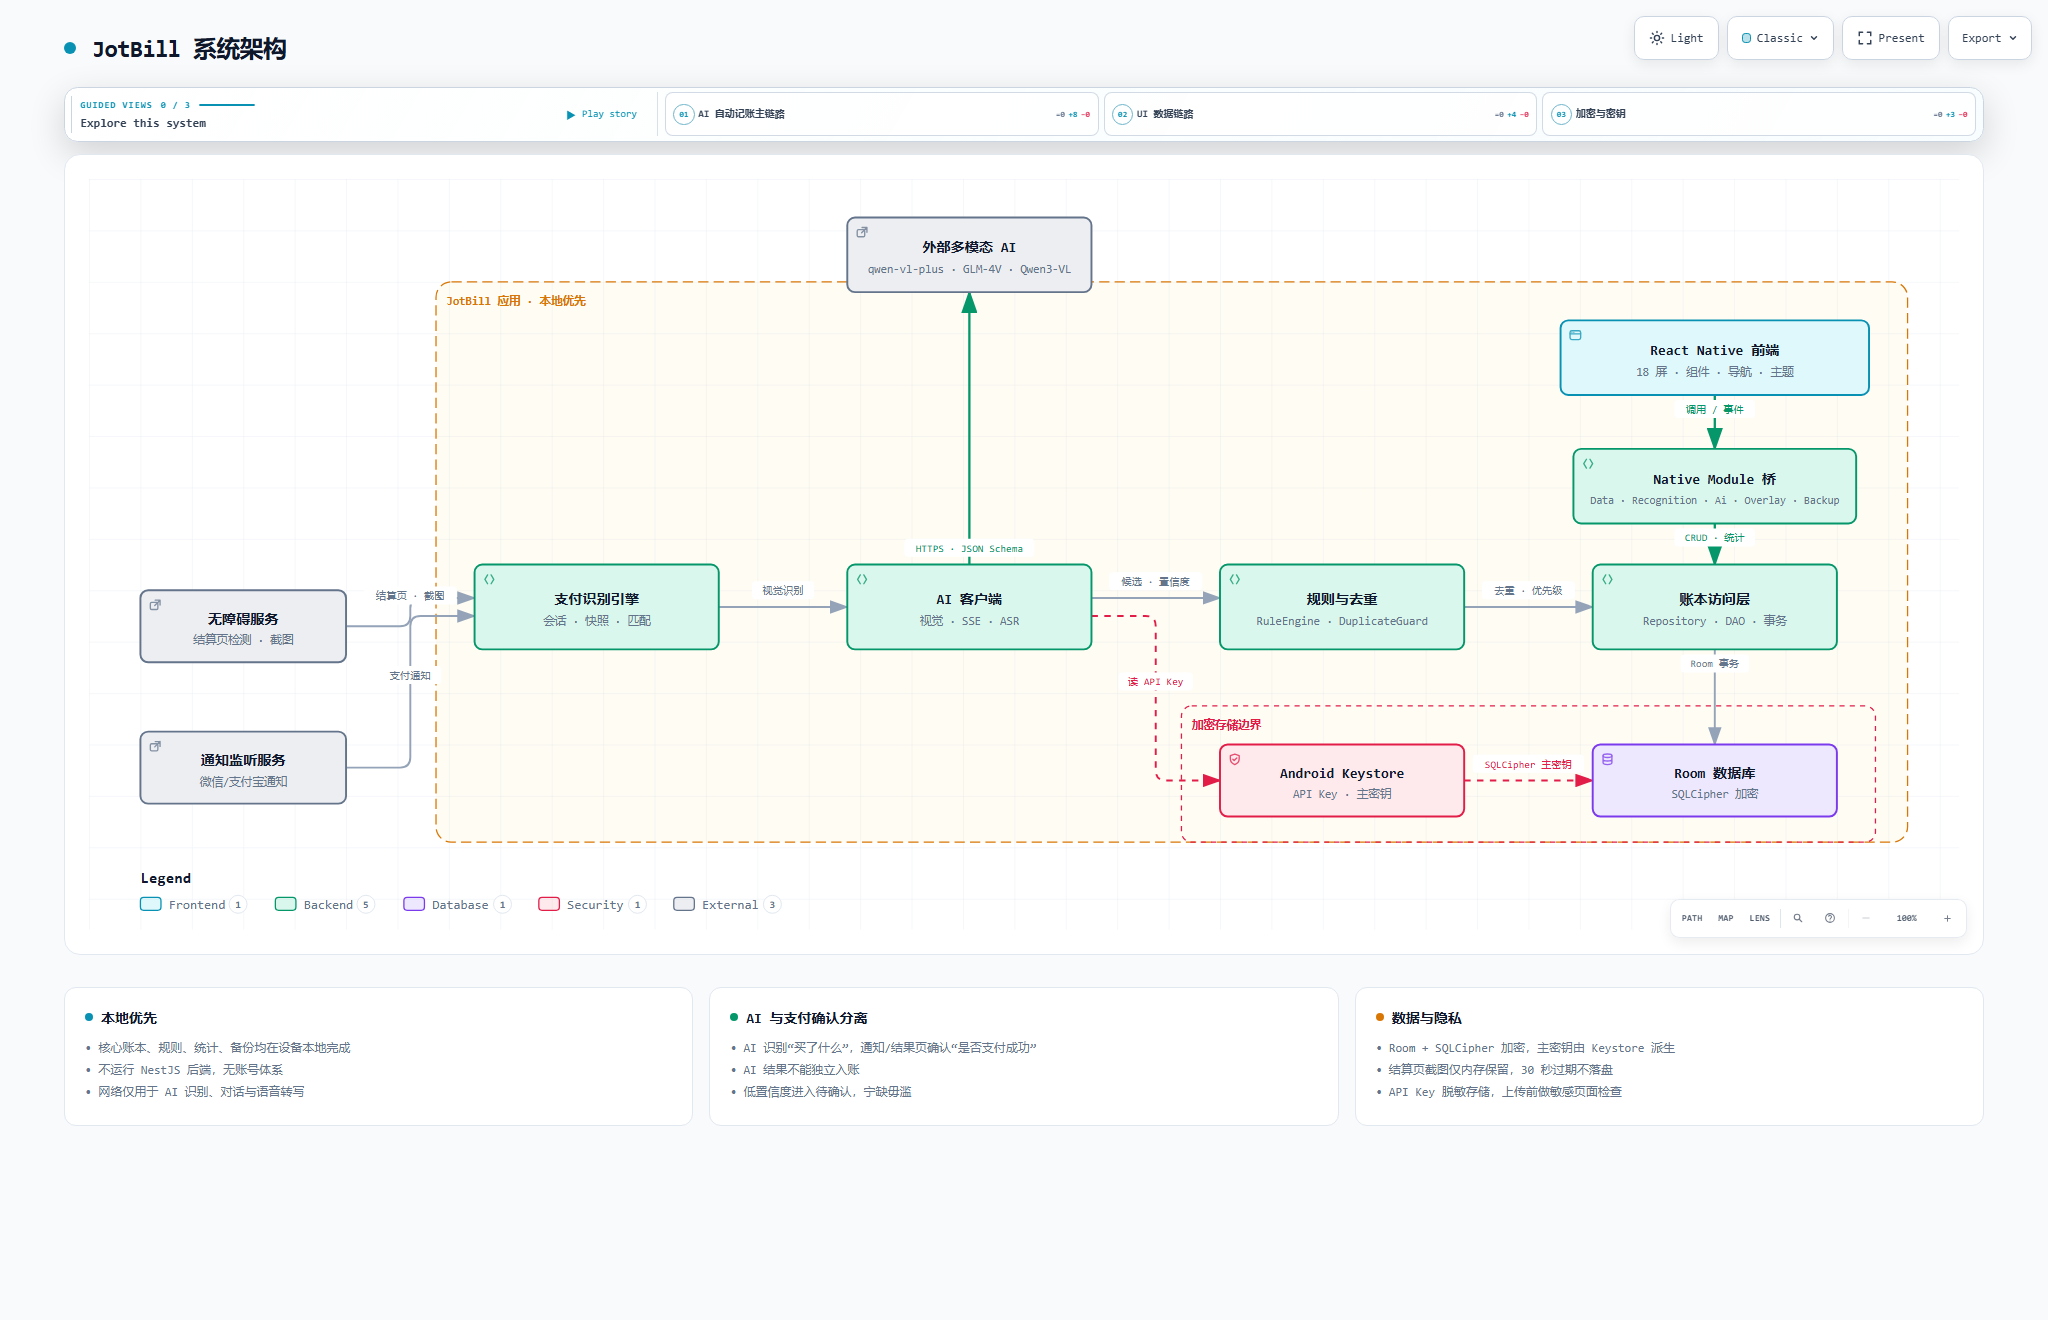 JotBill 系统架构
Light
Classic
Present
Export
GUIDED VIEWS 0 / 3
Explore this system
Play story
01 AI 自动记账主链路 ~0 +8 -0
02 UI 数据链路 ~0 +4 -0
03 加密与密钥 ~0 +3 -0
外部多模态 AI
qwen-vl-plus · GLM-4V · Qwen3-VL
JotBill 应用 · 本地优先
React Native 前端
18 屏 · 组件 · 导航 · 主题
调用 / 事件
Native Module 桥
Data · Recognition · Ai · Overlay · Backup
CRUD · 统计
HTTPS · JSON Schema
无障碍服务
结算页检测 · 截图
结算页 · 截图
支付识别引擎
会话 · 快照 · 匹配
视觉识别
AI 客户端
视觉 · SSE · ASR
候选 · 置信度
规则与去重
RuleEngine · DuplicateGuard
去重 · 优先级
账本访问层
Repository · DAO · 事务
支付通知
读 API Key
Room 事务
通知监听服务
微信/支付宝通知
加密存储边界
Android Keystore
API Key · 主密钥
SQLCipher 主密钥
Room 数据库
SQLCipher 加密
Legend
Frontend 1
Backend 5
Database 1
Security 1
External 3
PATH MAP LENS 100%
本地优先
• 核心账本、规则、统计、备份均在设备本地完成
• 不运行 NestJS 后端，无账号体系
• 网络仅用于 AI 识别、对话与语音转写
AI 与支付确认分离
• AI 识别“买了什么”，通知/结果页确认“是否支付成功”
• AI 结果不能独立入账
• 低置信度进入待确认，宁缺毋滥
数据与隐私
• Room + SQLCipher 加密，主密钥由 Keystore 派生
• 结算页截图仅内存保留，30 秒过期不落盘
• API Key 脱敏存储，上传前做敏感页面检查